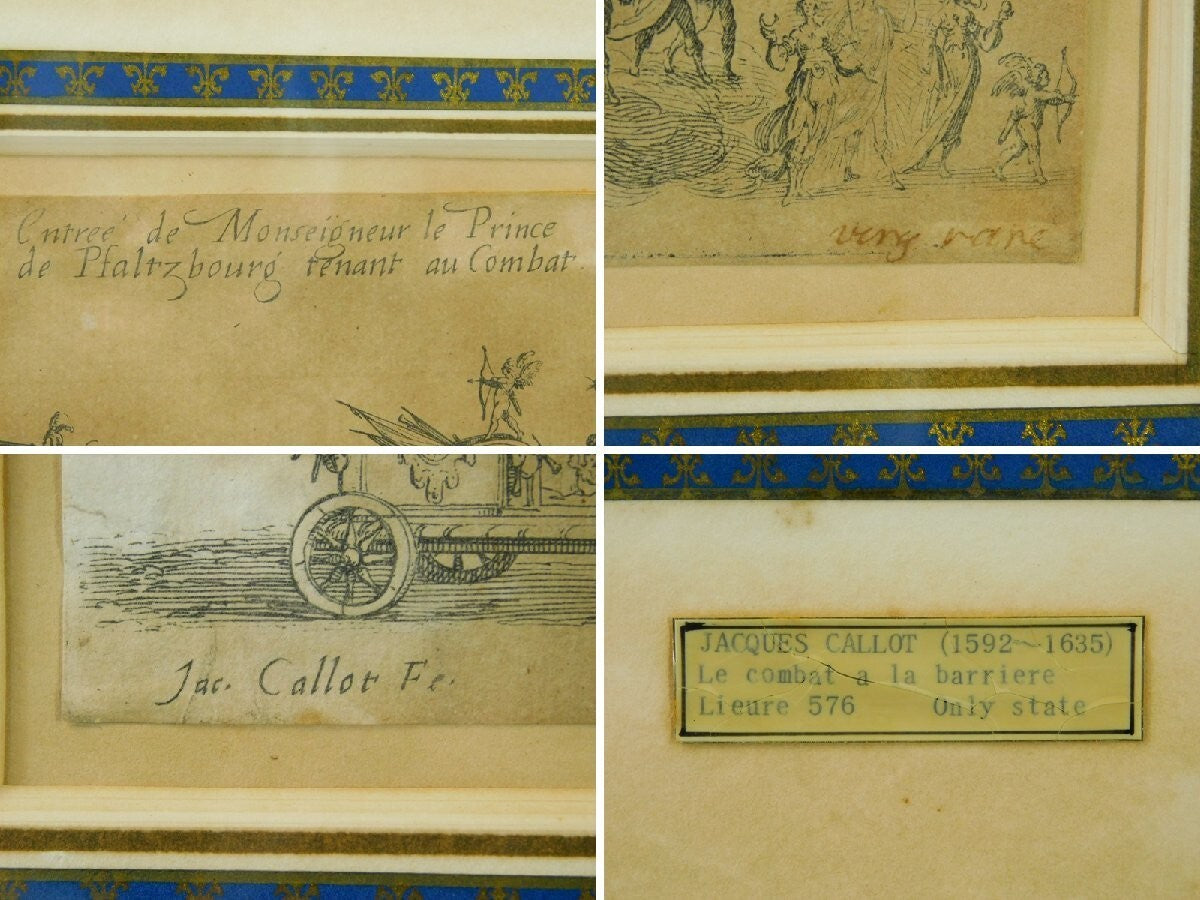 Entreé de Monseigneur le Prince
de Pfaltzbourg tenant au Combat.
very rare
Jac. Callot Fe.
JACQUES CALLOT (1592~1635)
Le combat a la barriere
Lieure 576 Only state